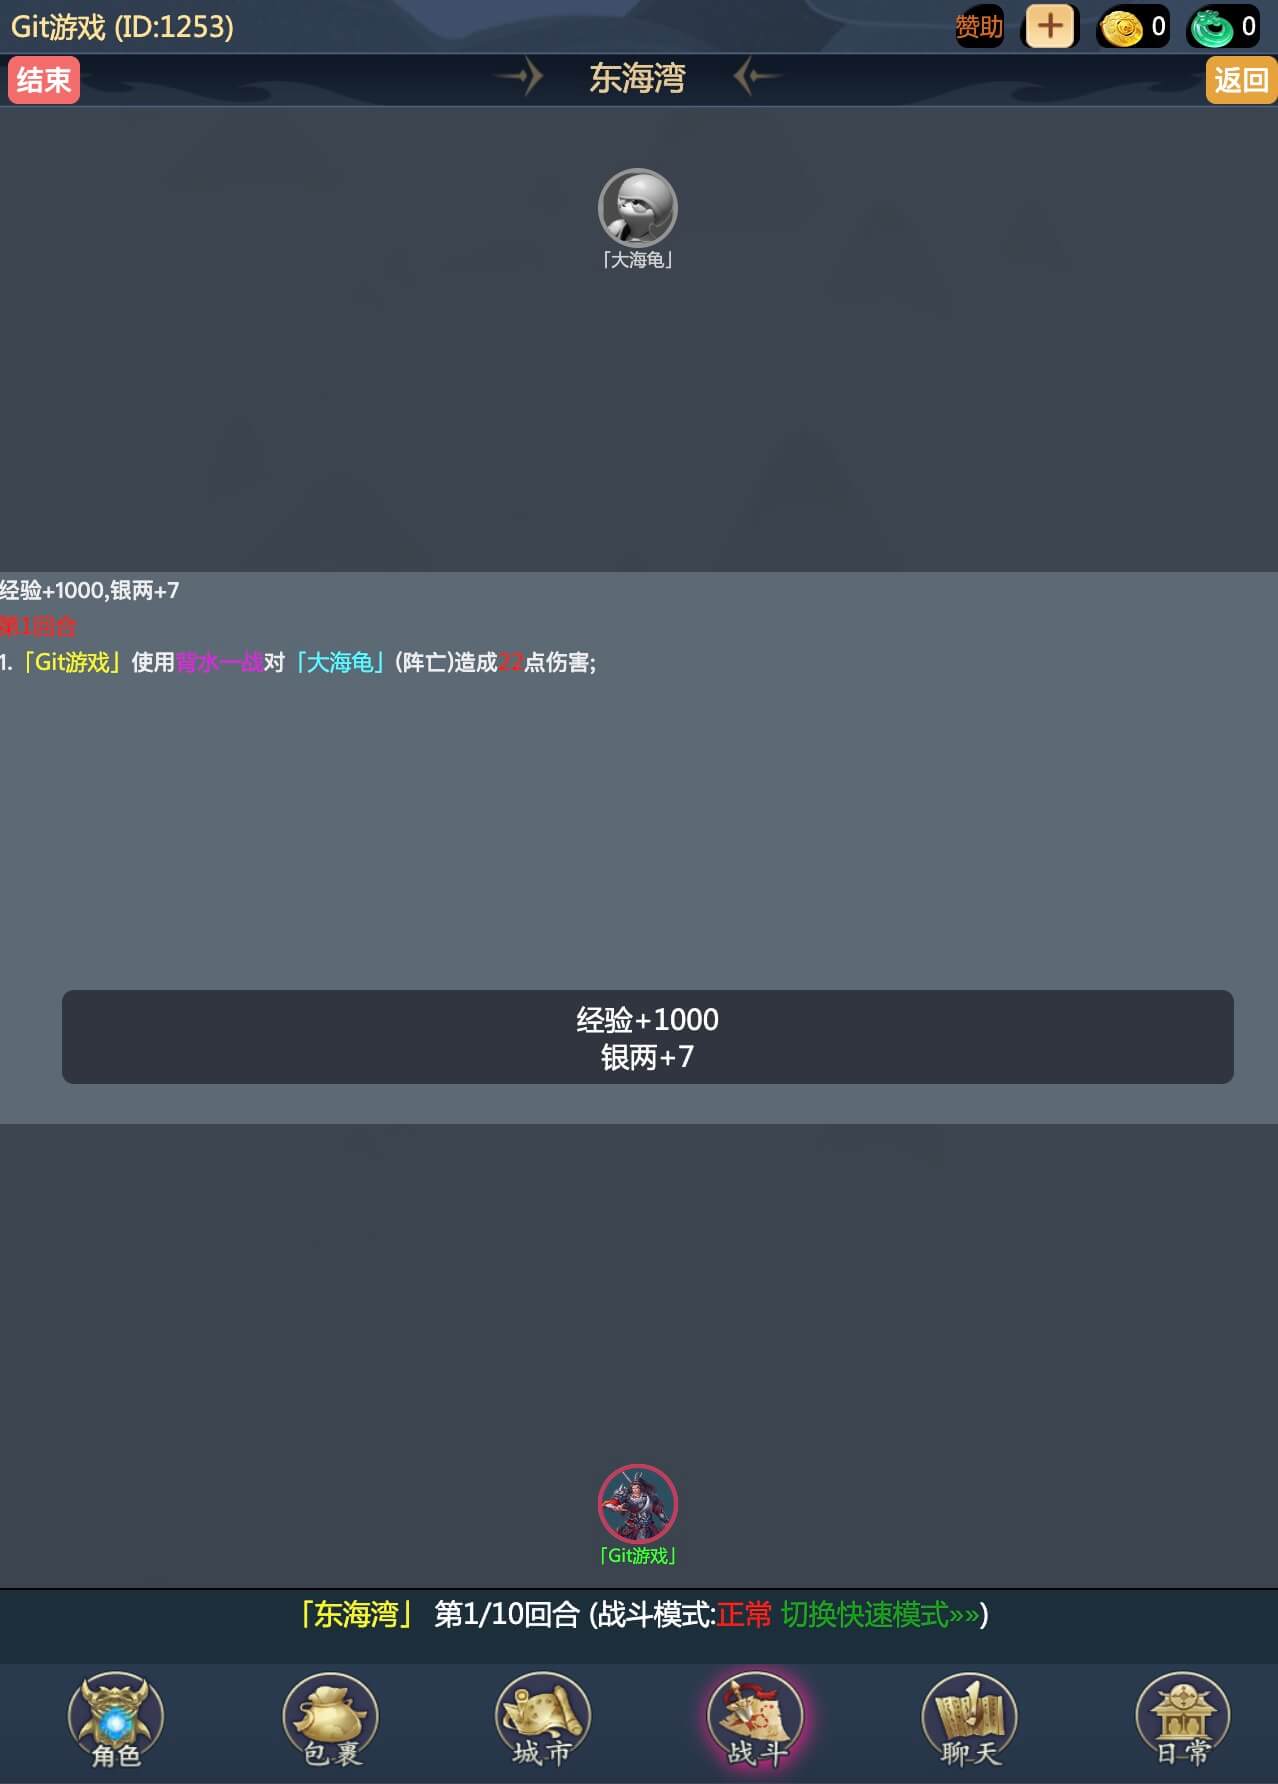 Git游戏 (ID:1253)
赞助
0
0
结束
东海湾
返回
「大海龟」
经验+1000,银两+7
第1回合
1.「Git游戏」使用背水一战对「大海龟」(阵亡)造成22点伤害;
经验+1000
银两+7
「Git游戏」
「东海湾」 第1/10回合 (战斗模式:正常 切换快速模式»»)
角色
包裹
城市
战斗
聊天
日常